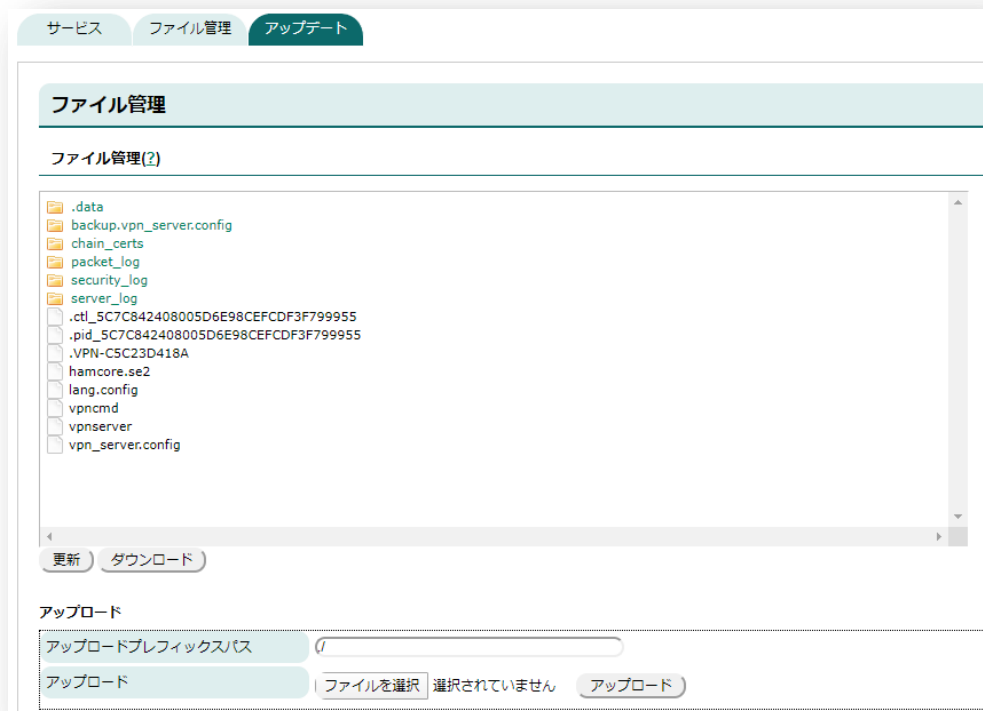 サービス ファイル管理 アップデート
ファイル管理
ファイル管理(?)
.data
backup.vpn_server.config
chain_certs
packet_log
security_log
server_log
.ctl_5C7C842408005D6E98CEFCDF3F799955
.pid_5C7C842408005D6E98CEFCDF3F799955
.VPN-C5C23D418A
hamcore.se2
lang.config
vpncmd
vpnserver
vpn_server.config
更新 ダウンロード
アップロード
アップロードプレフィックスパス /
アップロード ファイルを選択 選択されていません アップロード